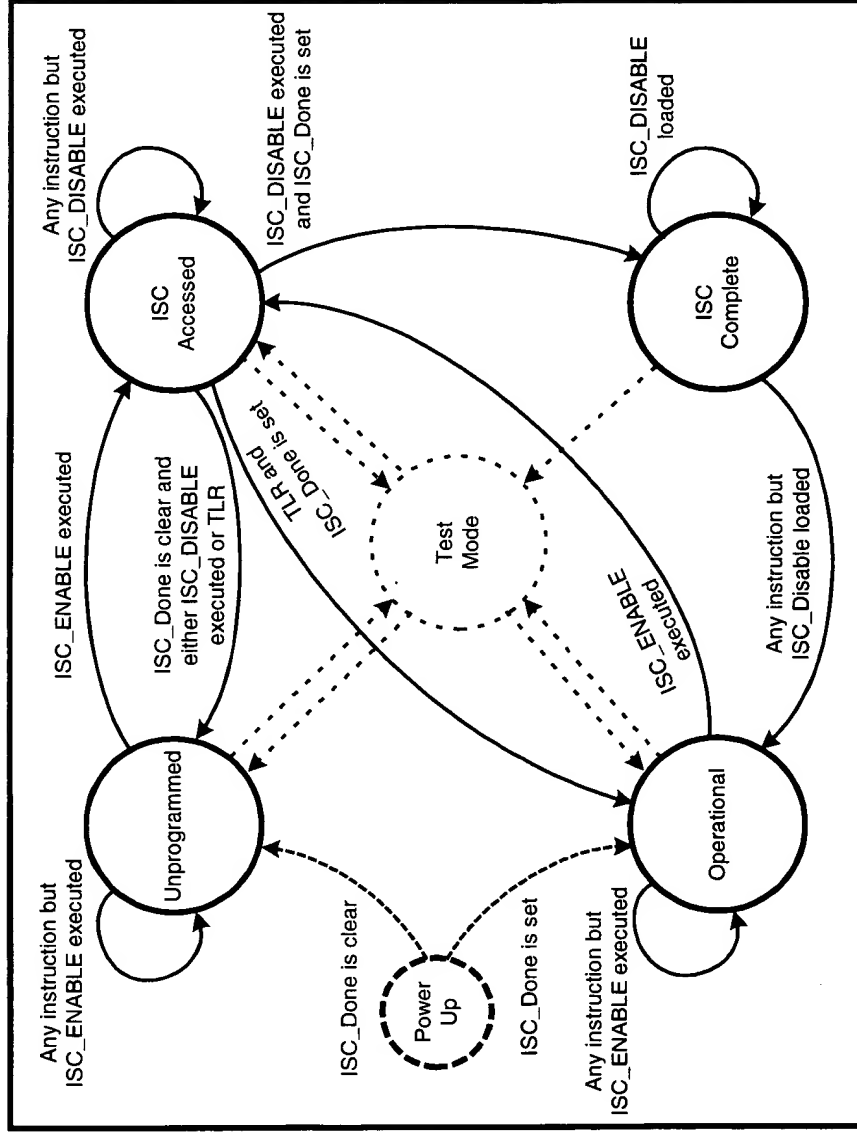 Any instruction but
ISC_ENABLE executed
Unprogrammed
ISC_ENABLE executed
ISC_Done is clear and
either ISC_DISABLE
executed or TLR
Any instruction but
ISC_DISABLE executed
ISC
Accessed
ISC_DISABLE executed
and ISC_Done is set
ISC_Done is clear
Power
Up
ISC_Done is set
TLR and
ISC_Done is set
Test
Mode
ISC_ENABLE
executed
Any instruction but
ISC_ENABLE executed
Operational
Any instruction but
ISC_Disable loaded
ISC
Complete
ISC_DISABLE
loaded